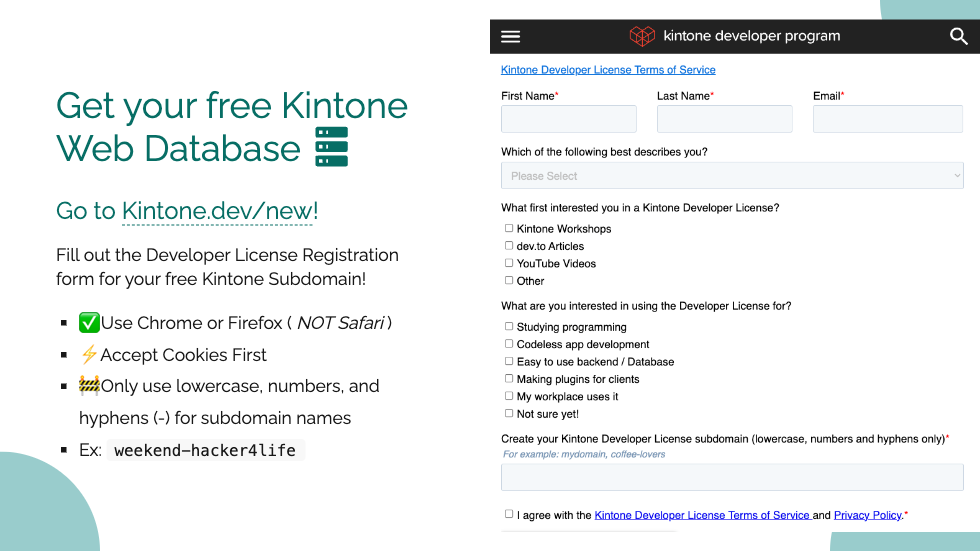 Get your free Kintone
Web Database
Go to Kintone.dev/new!
Fill out the Developer License Registration
form for your free Kintone Subdomain!
✅Use Chrome or Firefox ( NOT Safari )
⚡Accept Cookies First
🚧Only use lowercase, numbers, and
hyphens (-) for subdomain names
Ex: weekend-hacker4life
kintone developer program
Kintone Developer License Terms of Service
First Name* Last Name* Email*
Which of the following best describes you?
Please Select
What first interested you in a Kintone Developer License?
Kintone Workshops
dev.to Articles
YouTube Videos
Other
What are you interested in using the Developer License for?
Studying programming
Codeless app development
Easy to use backend / Database
Making plugins for clients
My workplace uses it
Not sure yet!
Create your Kintone Developer License subdomain (lowercase, numbers and hyphens only)*
For example: mydomain, coffee-lovers
I agree with the Kintone Developer License Terms of Service and Privacy Policy.*